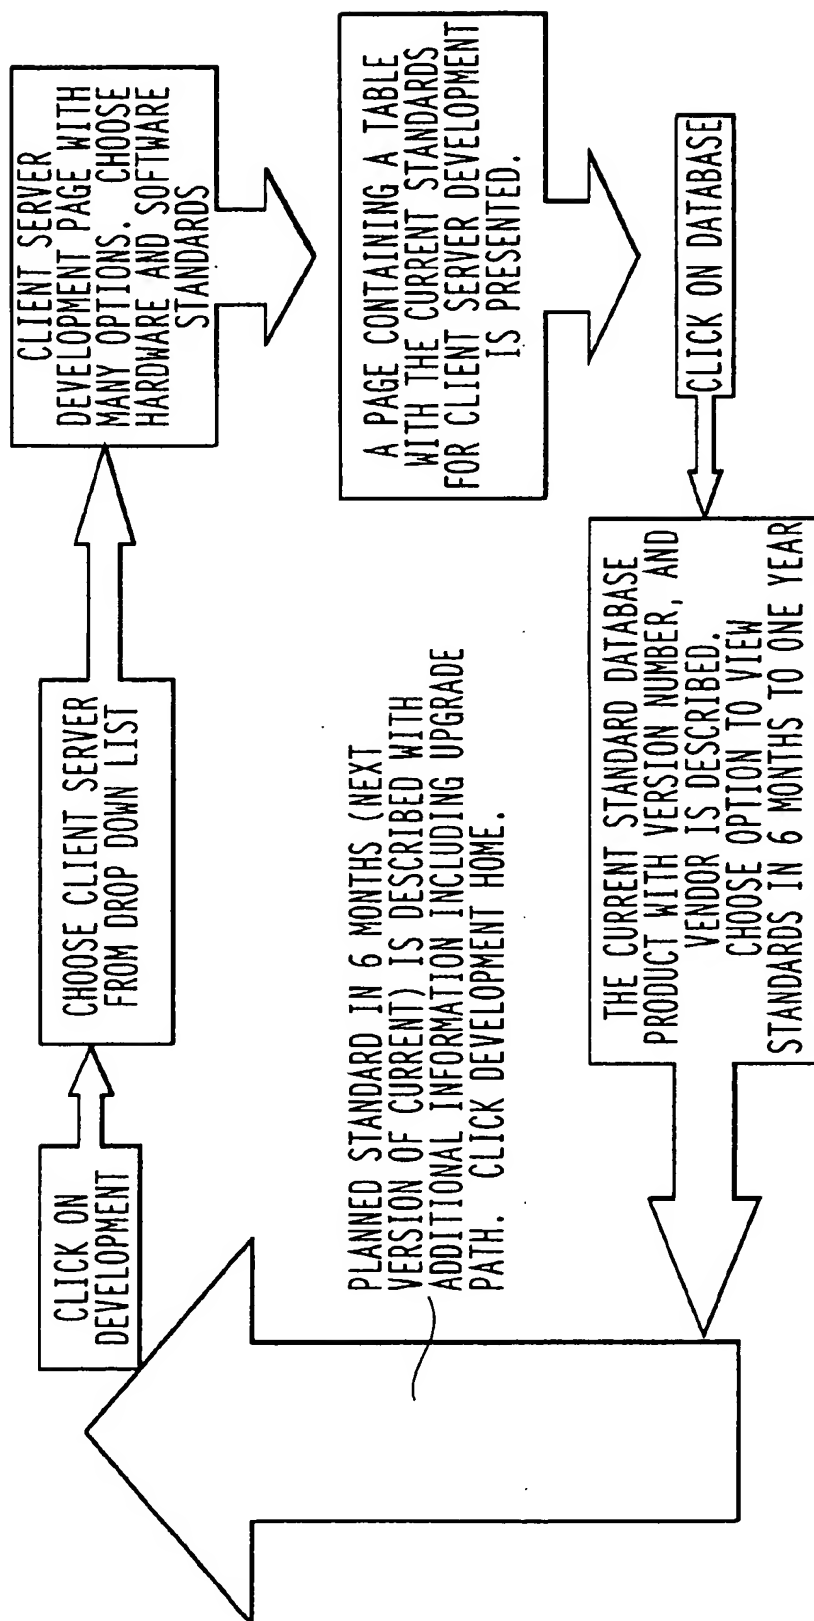 CLICK ON
DEVELOPMENT
CHOOSE CLIENT SERVER
FROM DROP DOWN LIST
CLIENT SERVER
DEVELOPMENT PAGE WITH
MANY OPTIONS. CHOOSE
HARDWARE AND SOFTWARE
STANDARDS
A PAGE CONTAINING A TABLE
WITH THE CURRENT STANDARDS
FOR CLIENT SERVER DEVELOPMENT
IS PRESENTED.
CLICK ON DATABASE
THE CURRENT STANDARD DATABASE
PRODUCT WITH VERSION NUMBER, AND
VENDOR IS DESCRIBED.
CHOOSE OPTION TO VIEW
STANDARDS IN 6 MONTHS TO ONE YEAR
PLANNED STANDARD IN 6 MONTHS (NEXT
VERSION OF CURRENT) IS DESCRIBED WITH
ADDITIONAL INFORMATION INCLUDING UPGRADE
PATH. CLICK DEVELOPMENT HOME.